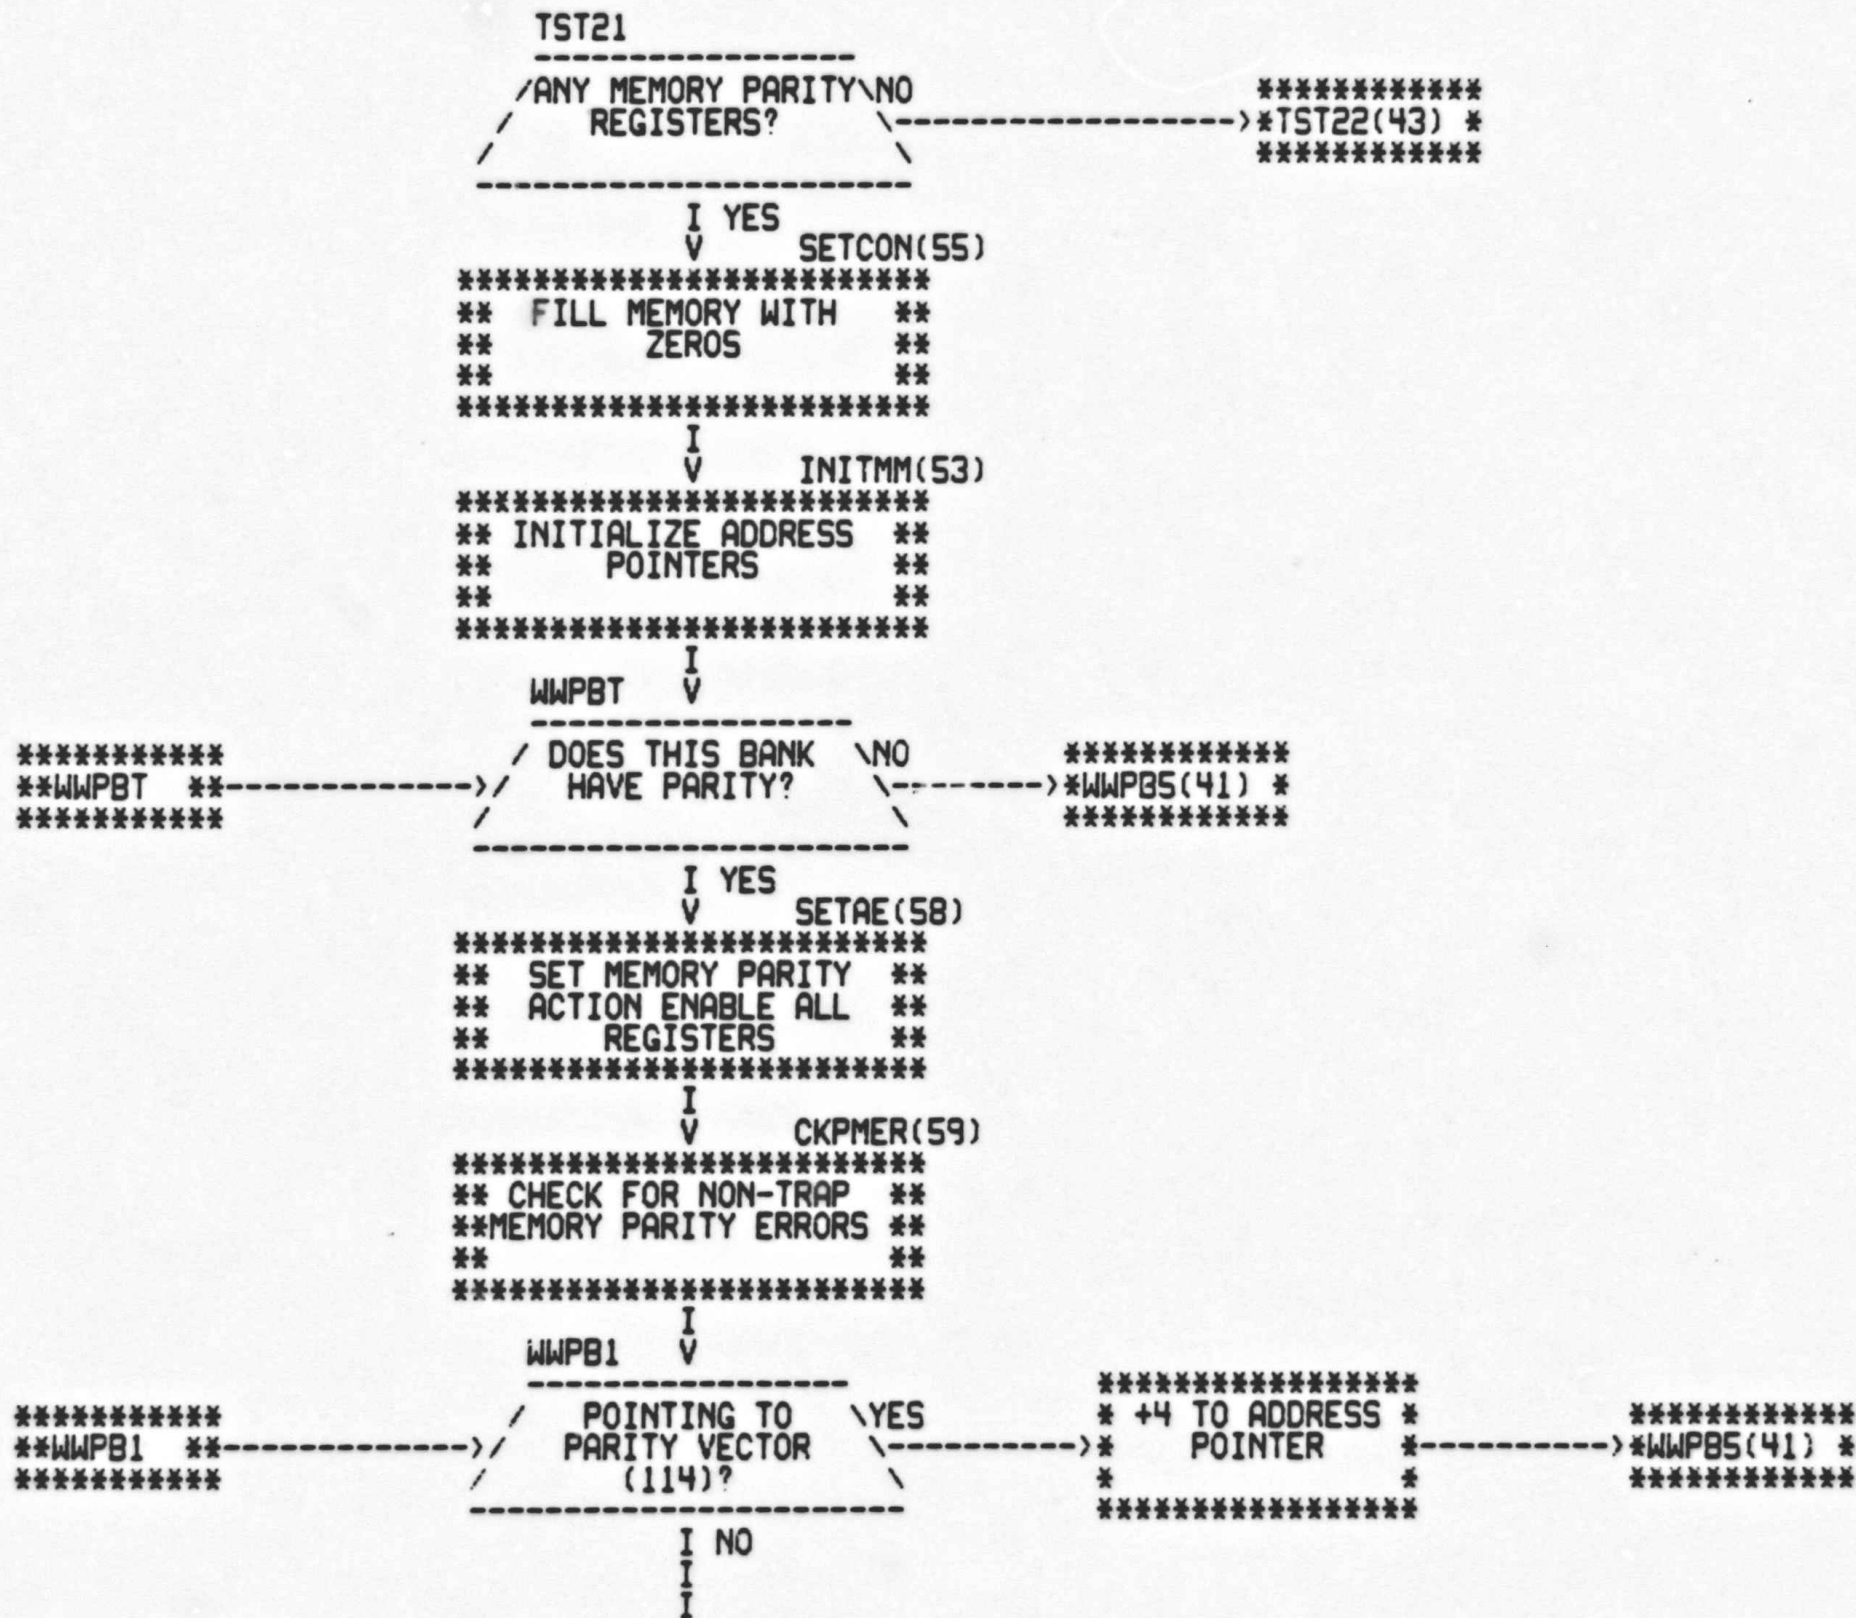 TST21
-----------------
/ANY MEMORY PARITY\NO                  ************
/    REGISTERS?     \------------------>*TST22(43) *
/                     \                  ************
-----------------------
I YES
V     SETCON(55)
*************************
**  FILL MEMORY WITH   **
**        ZEROS        **
**                     **
*************************
I
V     INITMM(53)
*************************
** INITIALIZE ADDRESS  **
**      POINTERS       **
**                     **
*************************
I
WWPBT   V
-----------------
***********               / DOES THIS BANK  \NO        ************
**WWPBT  **------------->/   HAVE PARITY?    \-------->*WWPB5(41) *
***********             /                     \        ************
-----------------------
I YES
V     SETAE(58)
*************************
**  SET MEMORY PARITY  **
**  ACTION ENABLE ALL  **
**      REGISTERS      **
*************************
I
V     CKPMER(59)
*************************
** CHECK FOR NON-TRAP  **
**MEMORY PARITY ERRORS **
**                     **
*************************
I
WWPB1   V
-----------------              *****************
***********               /   POINTING TO   \YES         * +4 TO ADDRESS *           ************
**WWPB1  **------------->/   PARITY VECTOR   \---------->*    POINTER    *---------->*WWPB5(41) *
***********             /       (114)?        \          *               *           ************
-----------------------          *****************
I NO
I
I